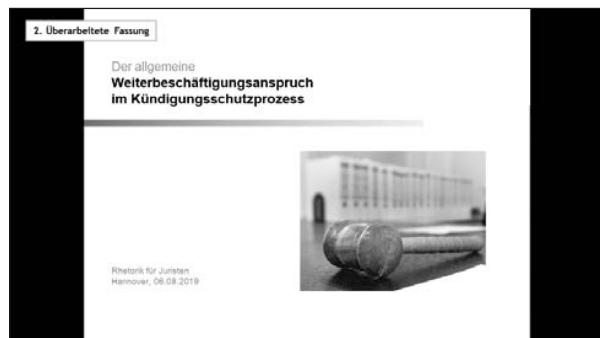 2. Überarbeitete Fassung
Der allgemeine
Weiterbeschäftigungsanspruch
im Kündigungsschutzprozess
Rhetorik für Juristen
Hannover, 06.08.2019